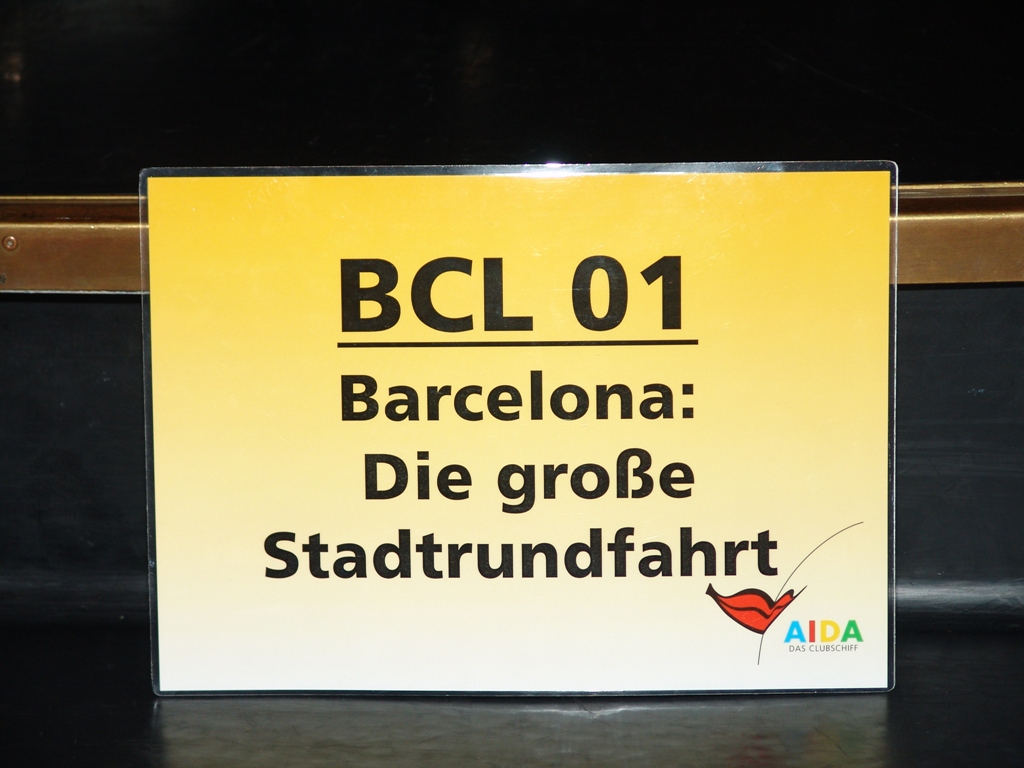 BCL 01
Barcelona:
Die große
Stadtrundfahrt
AIDA
DAS CLUBSCHIFF